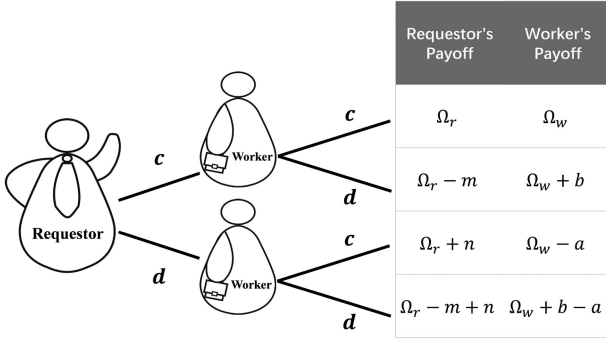 Requestor's Payoff
Worker's Payoff
c
Ω_r
Ω_w
Worker
c
d
Ω_r − m
Ω_w + b
Requestor
d
c
Ω_r + n
Ω_w − a
Worker
d
Ω_r − m + n
Ω_w + b − a